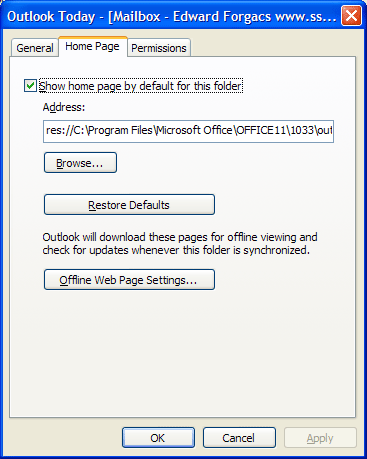 Outlook Today - [Mailbox - Edward Forgacs www.ss...
General Home Page Permissions
Show home page by default for this folder
Address:
res://C:\Program Files\Microsoft Office\OFFICE11\1033\out
Browse...
Restore Defaults
Outlook will download these pages for offline viewing and
check for updates whenever this folder is synchronized.
Offline Web Page Settings...
OK Cancel Apply